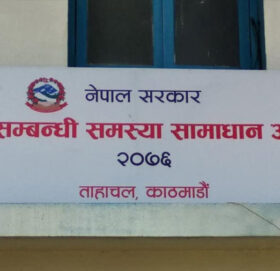 नेपाल सरकार
सम्बन्धी समस्या सामाधान
२०७६
ताहाचल, काठमाडौं